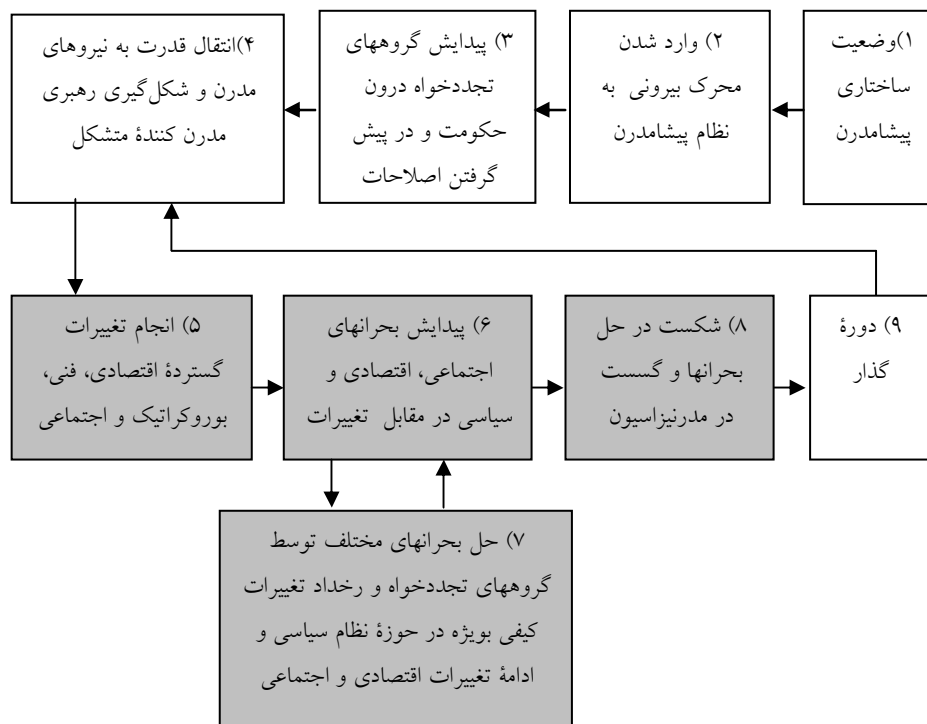 ۱)وضعیت
ساختاری
پیشامدرن
۲) وارد شدن
محرک بیرونی به
نظام پیشامدرن
۳) پیدایش گروههای
تجددخواه درون
حکومت و در پیش
گرفتن اصلاحات
۴)انتقال قدرت به نیروهای
مدرن و شکل‌گیری رهبری
مدرن کنندهٔ متشکل
۵) انجام تغییرات
گستردهٔ اقتصادی، فنی،
بوروکراتیک و اجتماعی
۶) پیدایش بحرانهای
اجتماعی، اقتصادی و
سیاسی در مقابل تغییرات
۸) شکست در حل
بحرانها و گسست
در مدرنیزاسیون
۹) دورهٔ
گذار
۷) حل بحرانهای مختلف توسط
گروههای تجددخواه و رخداد تغییرات
کیفی بویژه در حوزهٔ نظام سیاسی و
ادامهٔ تغییرات اقتصادی و اجتماعی